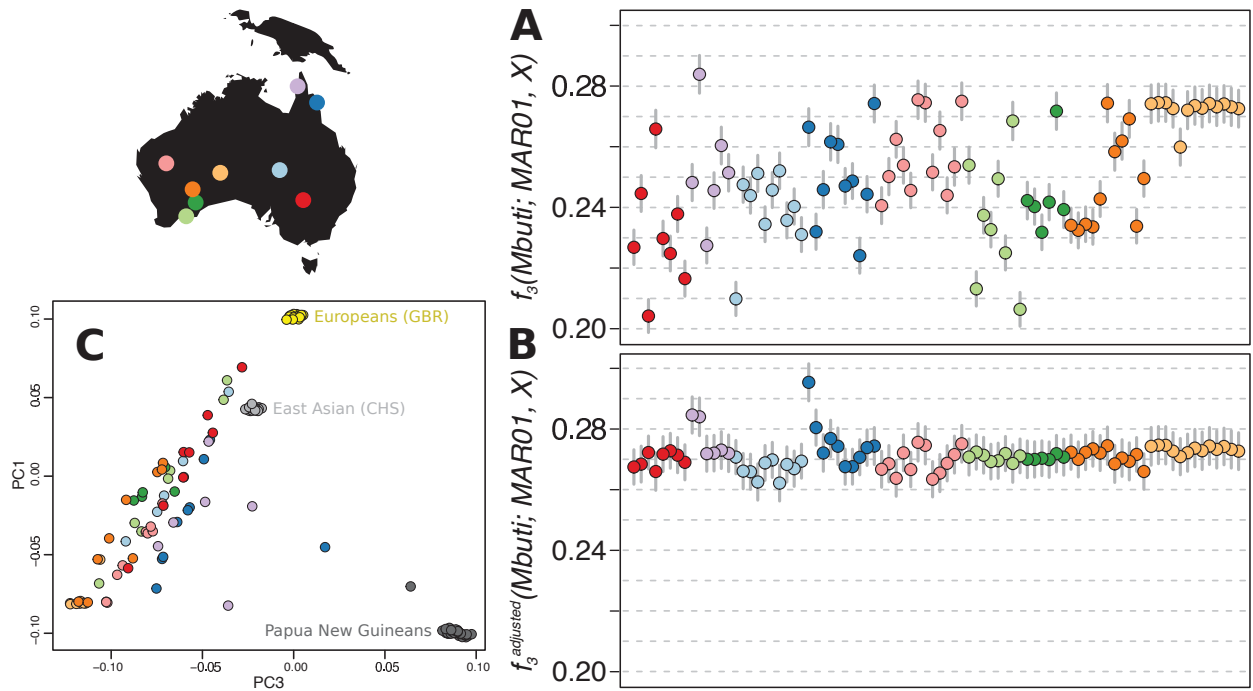 A
f3(Mbuti; MAR01, X)
0.28
0.24
0.20
B
f3 adjusted(Mbuti; MAR01, X)
0.28
0.24
0.20
C
Europeans (GBR)
East Asian (CHS)
Papua New Guineans
PC1
0.10
0.05
0.00
−0.05
−0.10
−0.10
−0.05
0.00
0.05
0.10
PC3